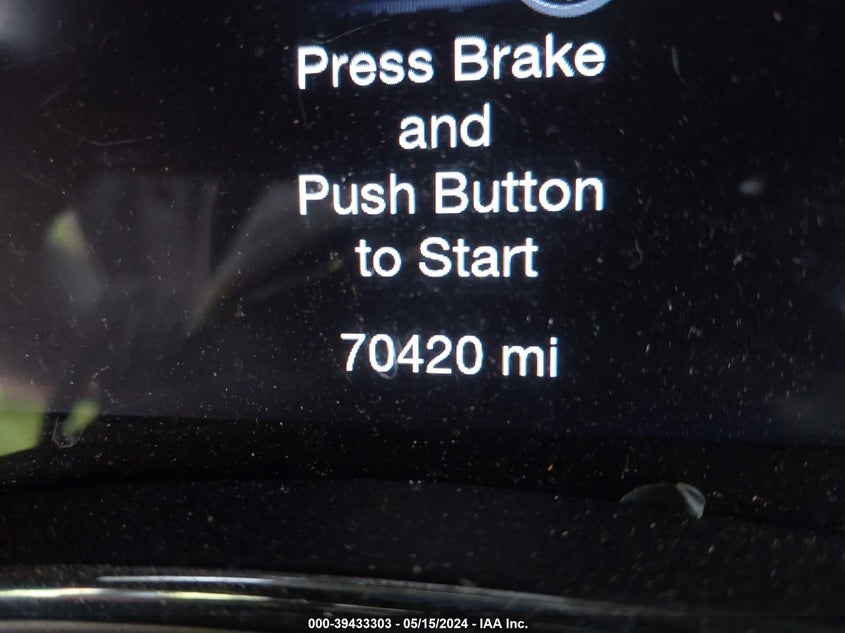 Press Brake
and
Push Button
to Start
70420 mi
000-39433303 - 05/15/2024 - IAA Inc.